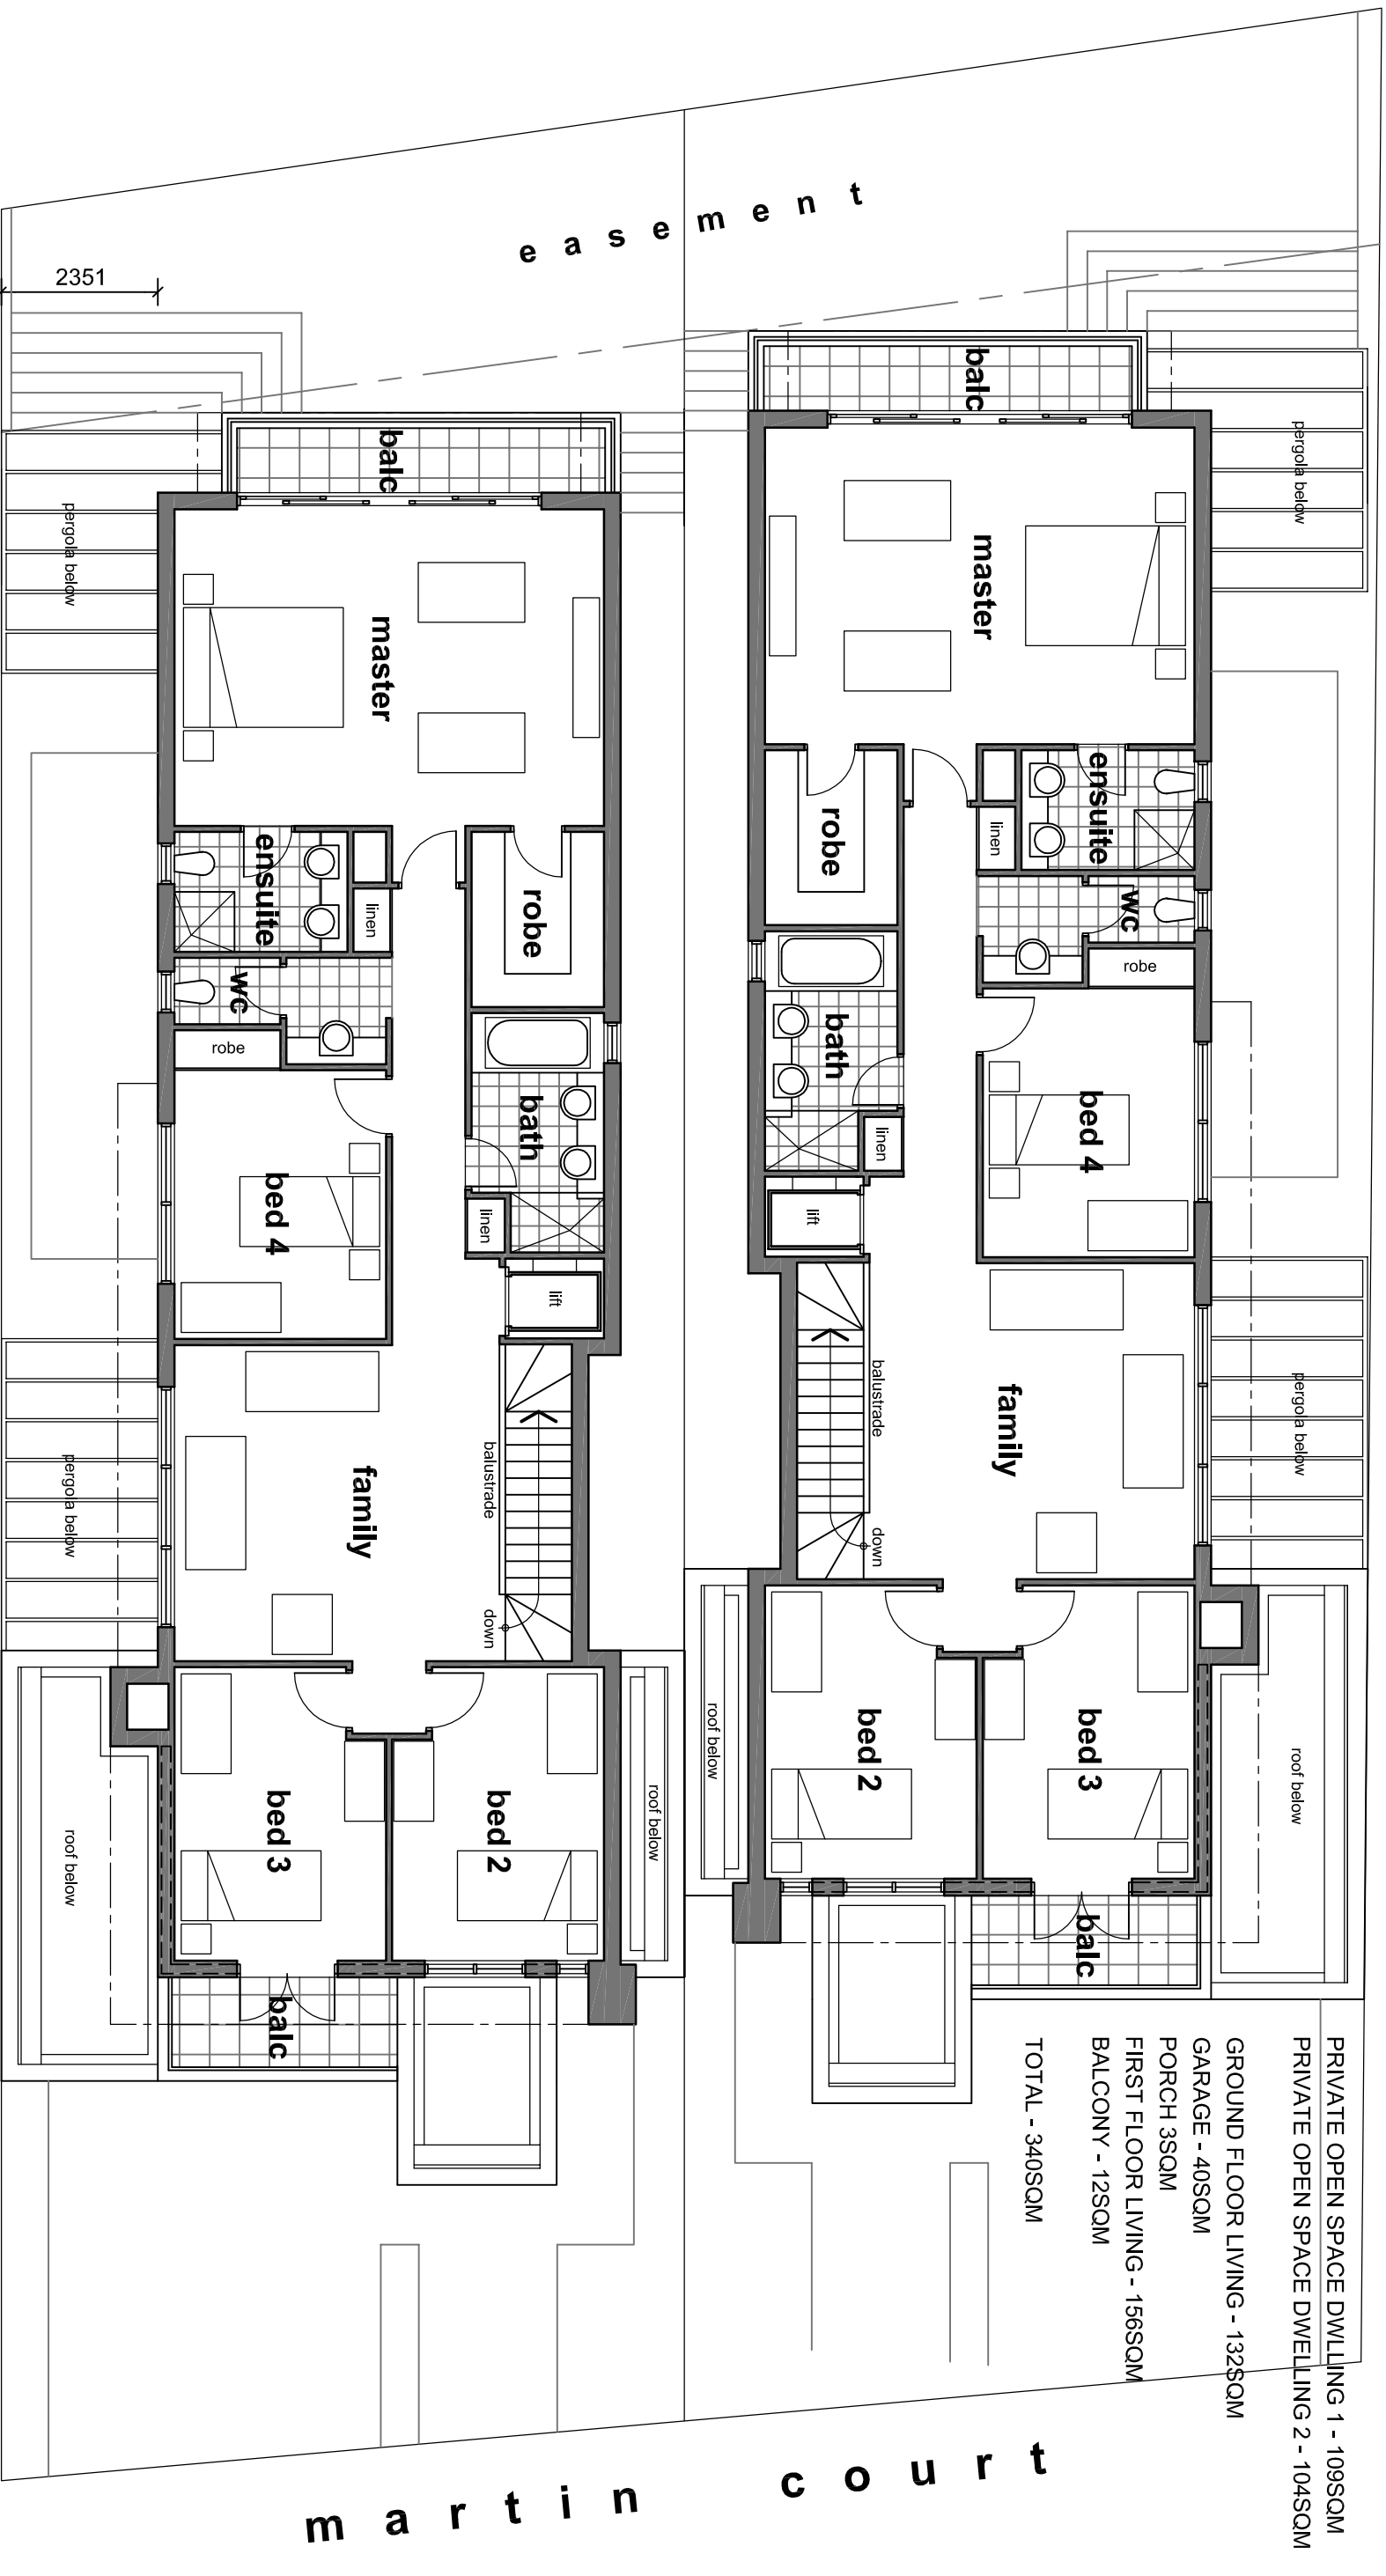 easement
2351
balc
pergola below
master
ensuite
robe
linen
wc
robe
bath
bed 4
linen
lift
family
balustrade
down
pergola below
bed 2
bed 3
roof below
roof below
balc
balc
pergola below
master
ensuite
robe
linen
wc
robe
bath
bed 4
linen
lift
family
balustrade
down
pergola below
bed 3
bed 2
roof below
roof below
balc
PRIVATE OPEN SPACE DWLLING 1 - 109SQM
PRIVATE OPEN SPACE DWELLING 2 - 104SQM
GROUND FLOOR LIVING - 132SQM
GARAGE - 40SQM
PORCH 3SQM
FIRST FLOOR LIVING - 156SQM
BALCONY - 12SQM
TOTAL - 340SQM
martin court